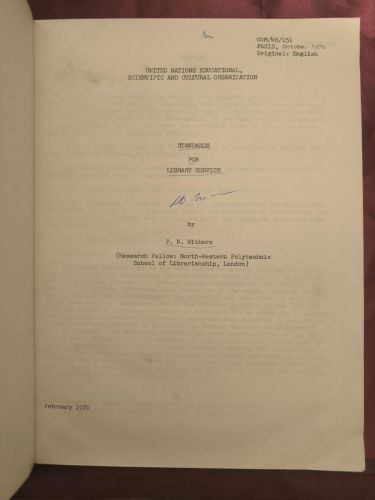 COM/WS/151
PARIS, October 1970
Original: English
UNITED NATIONS EDUCATIONAL,
SCIENTIFIC AND CULTURAL ORGANIZATION
STANDARDS
FOR
LIBRARY SERVICE
by
F. N. Withers
(Research Fellow: North-Western Polytechnic
School of Librarianship, London)
February 1970